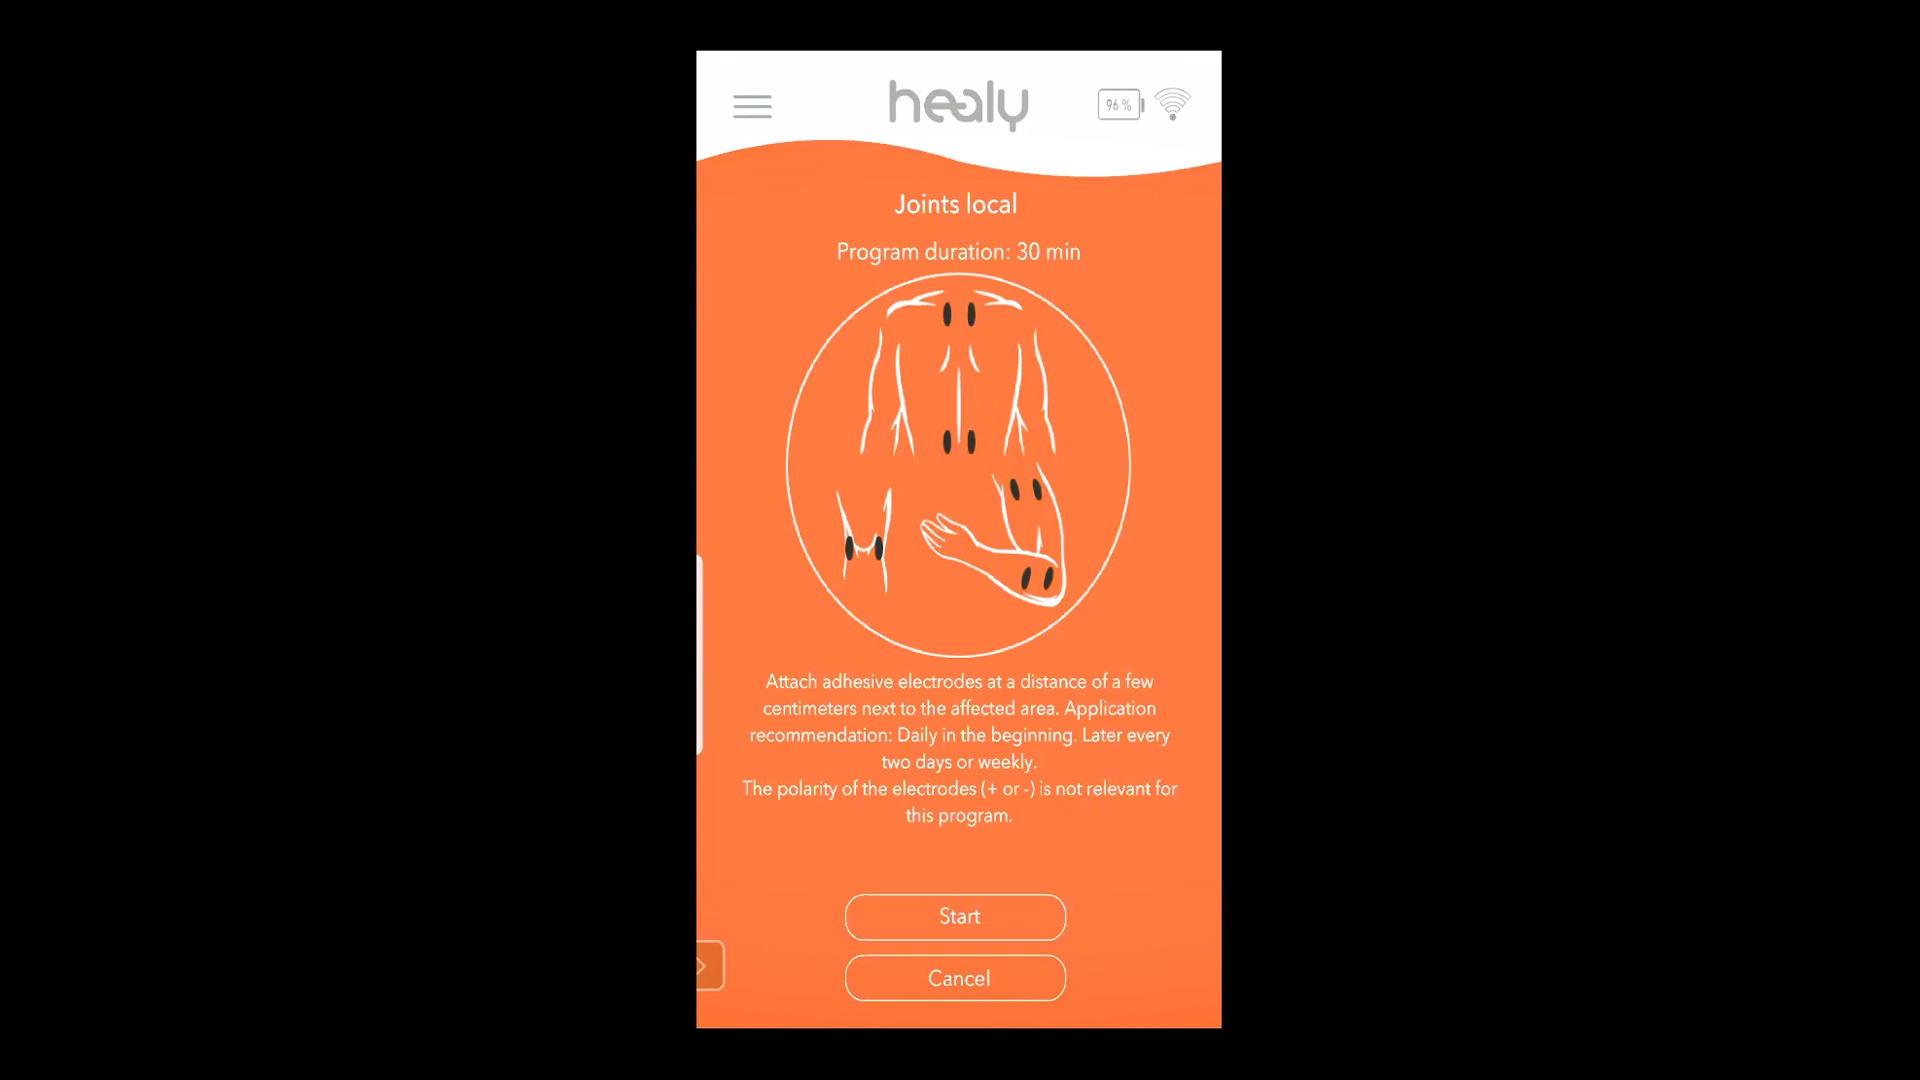 healy
96 %
Joints local
Program duration: 30 min
Attach adhesive electrodes at a distance of a few
centimeters next to the affected area. Application
recommendation: Daily in the beginning. Later every
two days or weekly.
The polarity of the electrodes (+ or -) is not relevant for
this program.
Start
Cancel